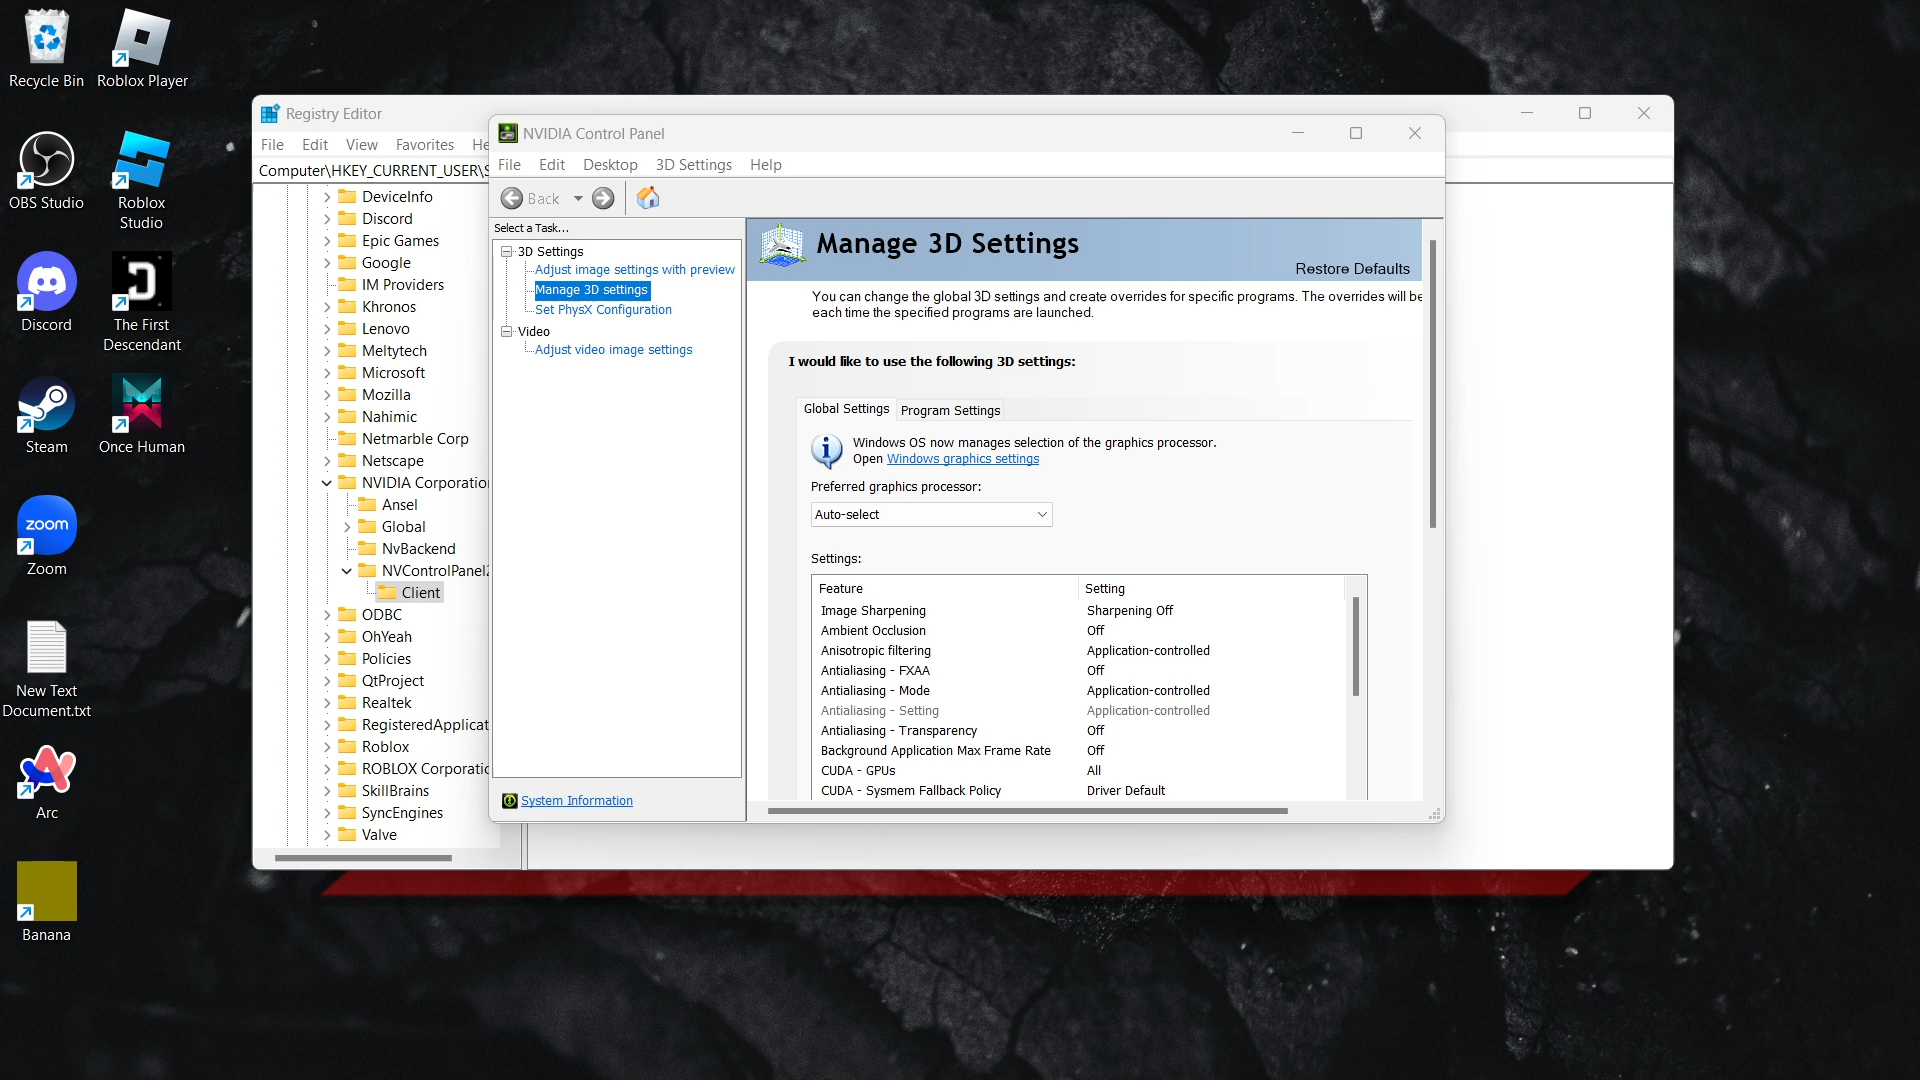 Recycle Bin
Roblox Player
OBS Studio
Roblox
Studio
Discord
The First
Descendant
Steam
Once Human
zoom
Zoom
New Text
Document.txt
Arc
Banana
Registry Editor
File Edit View Favorites He
Computer\HKEY_CURRENT_USER\S
DeviceInfo
Discord
Epic Games
Google
IM Providers
Khronos
Lenovo
Meltytech
Microsoft
Mozilla
Nahimic
Netmarble Corp
Netscape
NVIDIA Corporation
Ansel
Global
NvBackend
NVControlPanel2
Client
ODBC
OhYeah
Policies
QtProject
Realtek
RegisteredApplicat
Roblox
ROBLOX Corporatio
SkillBrains
SyncEngines
Valve
NVIDIA Control Panel
File Edit Desktop 3D Settings Help
Back
Select a Task...
3D Settings
Adjust image settings with preview
Manage 3D settings
Set PhysX Configuration
Video
Adjust video image settings
System Information
Manage 3D Settings
Restore Defaults
You can change the global 3D settings and create overrides for specific programs. The overrides will be
each time the specified programs are launched.
I would like to use the following 3D settings:
Global Settings Program Settings
Windows OS now manages selection of the graphics processor.
Open Windows graphics settings
Preferred graphics processor:
Auto-select
Settings:
Feature Setting
Image Sharpening Sharpening Off
Ambient Occlusion Off
Anisotropic filtering Application-controlled
Antialiasing - FXAA Off
Antialiasing - Mode Application-controlled
Antialiasing - Setting Application-controlled
Antialiasing - Transparency Off
Background Application Max Frame Rate Off
CUDA - GPUs All
CUDA - Sysmem Fallback Policy Driver Default